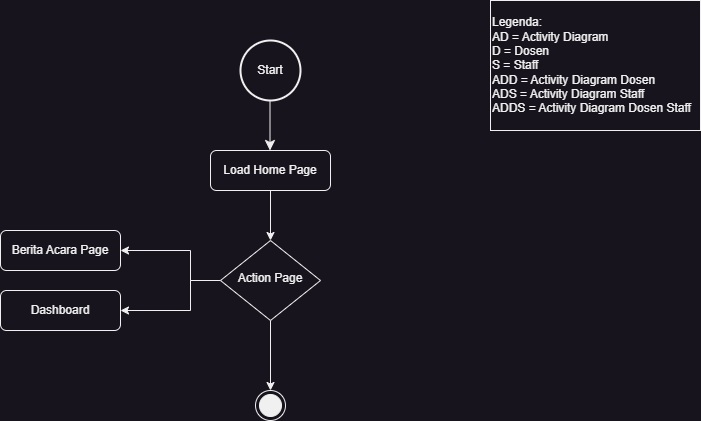 Legenda:
AD = Activity Diagram
D = Dosen
S = Staff
ADD = Activity Diagram Dosen
ADS = Activity Diagram Staff
ADDS = Activity Diagram Dosen Staff
Start
Load Home Page
Berita Acara Page
Action Page
Dashboard